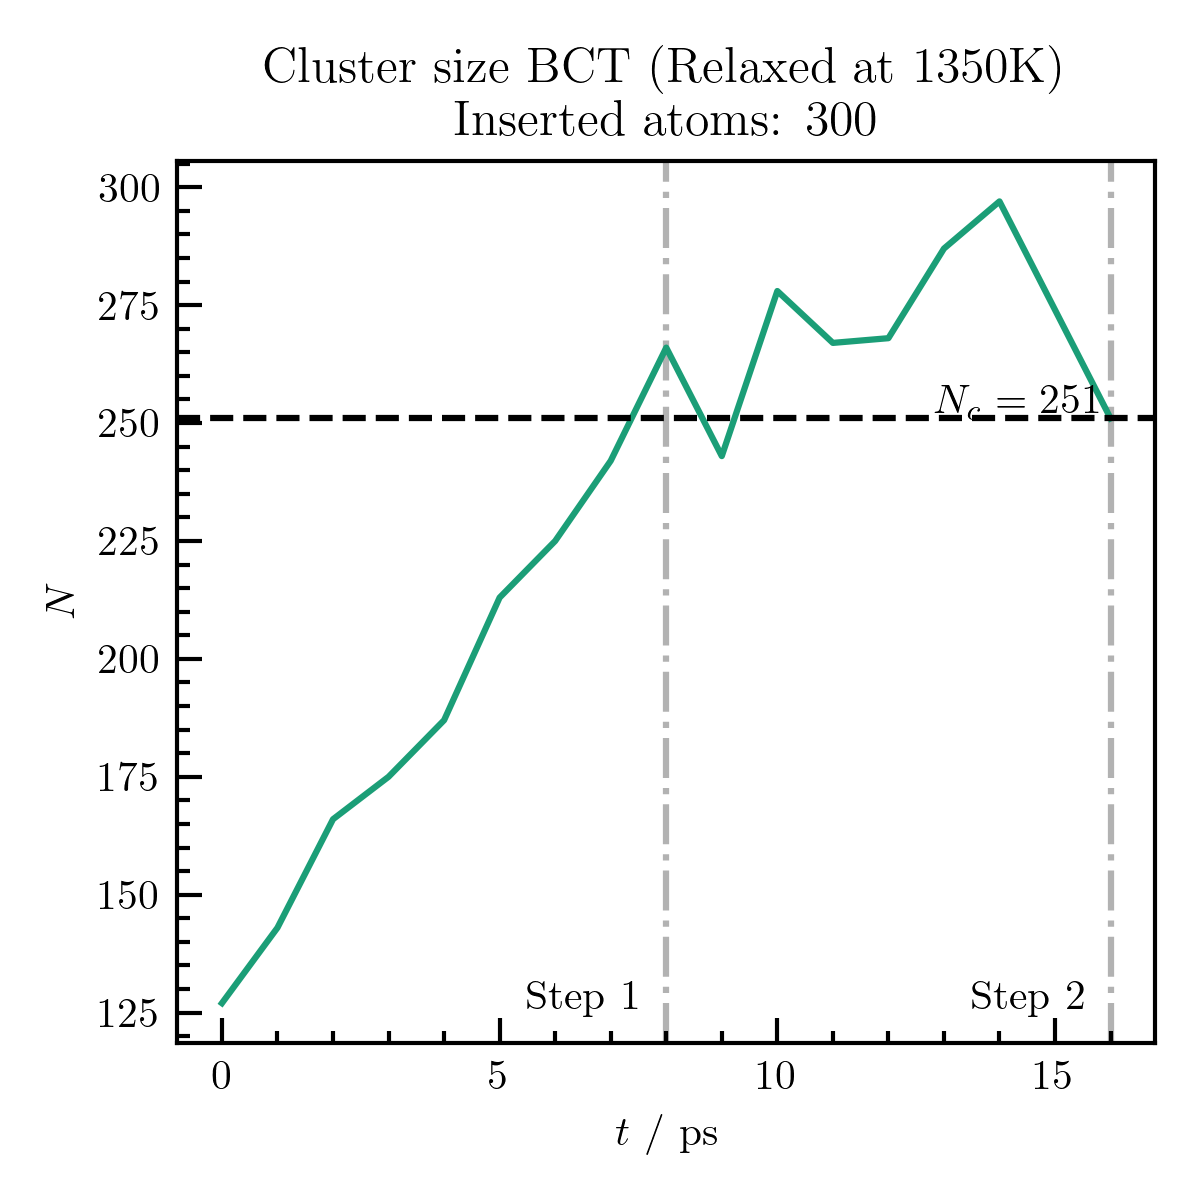 Cluster size BCT (Relaxed at 1350K)
Inserted atoms: 300
300
275
250
225
200
175
150
125
N
N_c = 251
Step 1
Step 2
0
5
10
15
t / ps